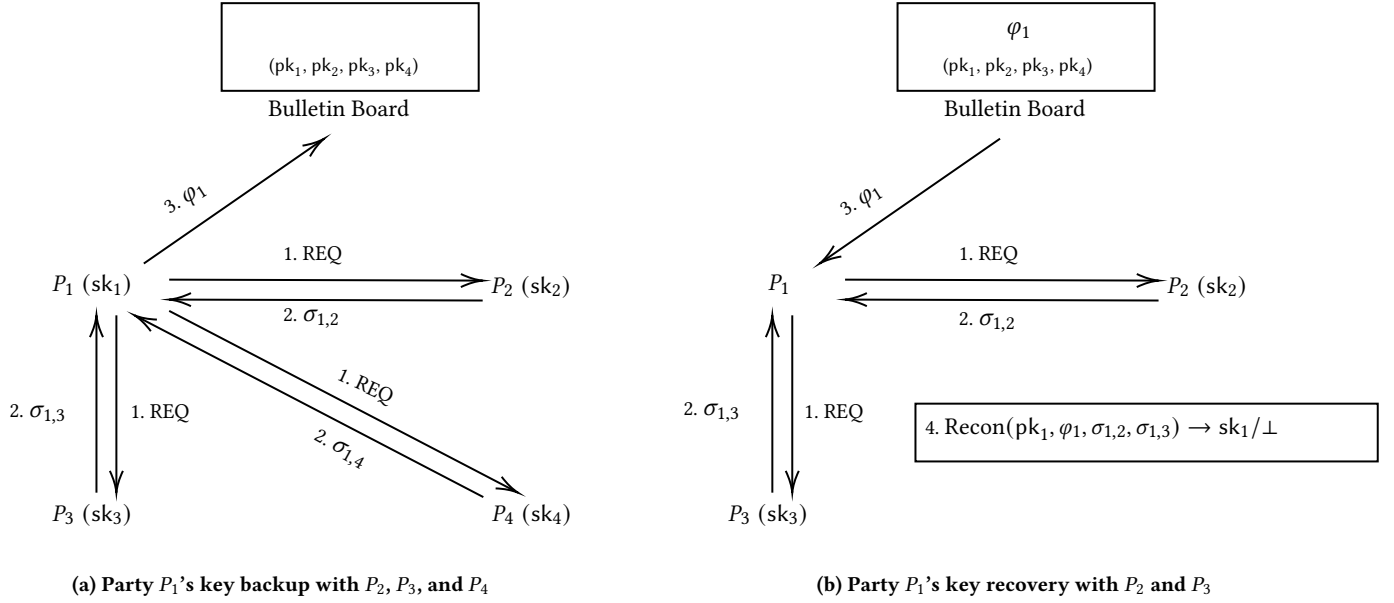 (pk₁, pk₂, pk₃, pk₄)
Bulletin Board
3. φ₁
1. REQ
P₁ (sk₁)
P₂ (sk₂)
2. σ₁,₂
1. REQ
2. σ₁,₃
1. REQ
2. σ₁,₄
P₃ (sk₃)
P₄ (sk₄)
(a) Party P₁'s key backup with P₂, P₃, and P₄
φ₁
(pk₁, pk₂, pk₃, pk₄)
Bulletin Board
3. φ₁
1. REQ
P₁
P₂ (sk₂)
2. σ₁,₂
2. σ₁,₃
1. REQ
4. Recon(pk₁, φ₁, σ₁,₂, σ₁,₃) → sk₁/⊥
P₃ (sk₃)
(b) Party P₁'s key recovery with P₂ and P₃